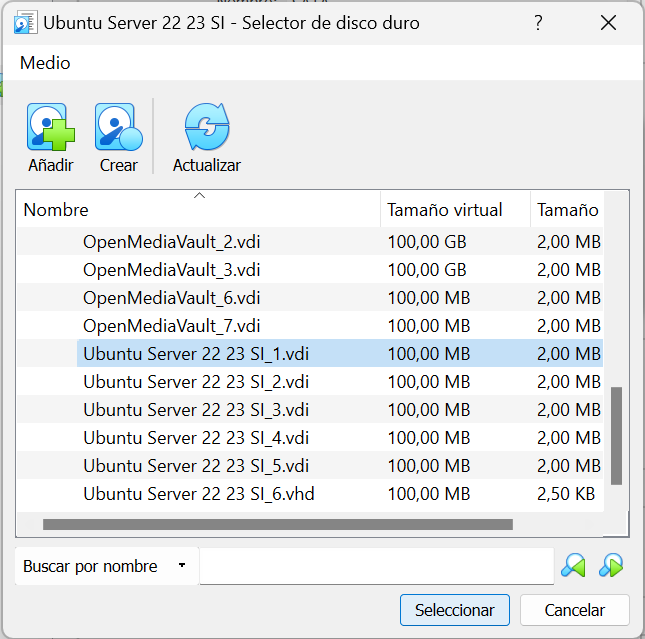 Ubuntu Server 22 23 SI - Selector de disco duro ?
Medio
Añadir Crear Actualizar
Nombre Tamaño virtual Tamaño
OpenMediaVault_2.vdi 100,00 GB 2,00 MB
OpenMediaVault_3.vdi 100,00 GB 2,00 MB
OpenMediaVault_6.vdi 100,00 MB 2,00 MB
OpenMediaVault_7.vdi 100,00 MB 2,00 MB
Ubuntu Server 22 23 SI_1.vdi 100,00 MB 2,00 MB
Ubuntu Server 22 23 SI_2.vdi 100,00 MB 2,00 MB
Ubuntu Server 22 23 SI_3.vdi 100,00 MB 2,00 MB
Ubuntu Server 22 23 SI_4.vdi 100,00 MB 2,00 MB
Ubuntu Server 22 23 SI_5.vdi 100,00 MB 2,00 MB
Ubuntu Server 22 23 SI_6.vhd 100,00 MB 2,50 KB
Buscar por nombre
Seleccionar Cancelar